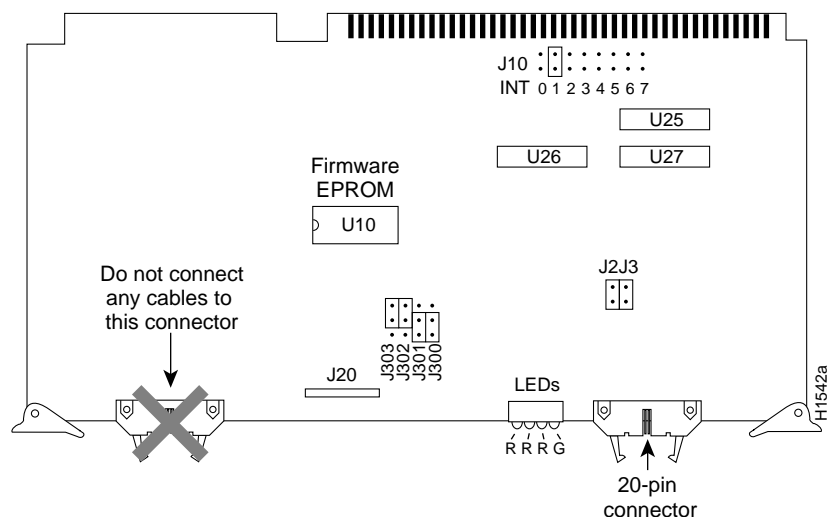 J10
INT 0 1 2 3 4 5 6 7
U25
U26
U27
Firmware
EPROM
U10
Do not connect
any cables to
this connector
J2J3
J303
J302
J301
J300
J20
LEDs
R R R G
20-pin
connector
H1542a